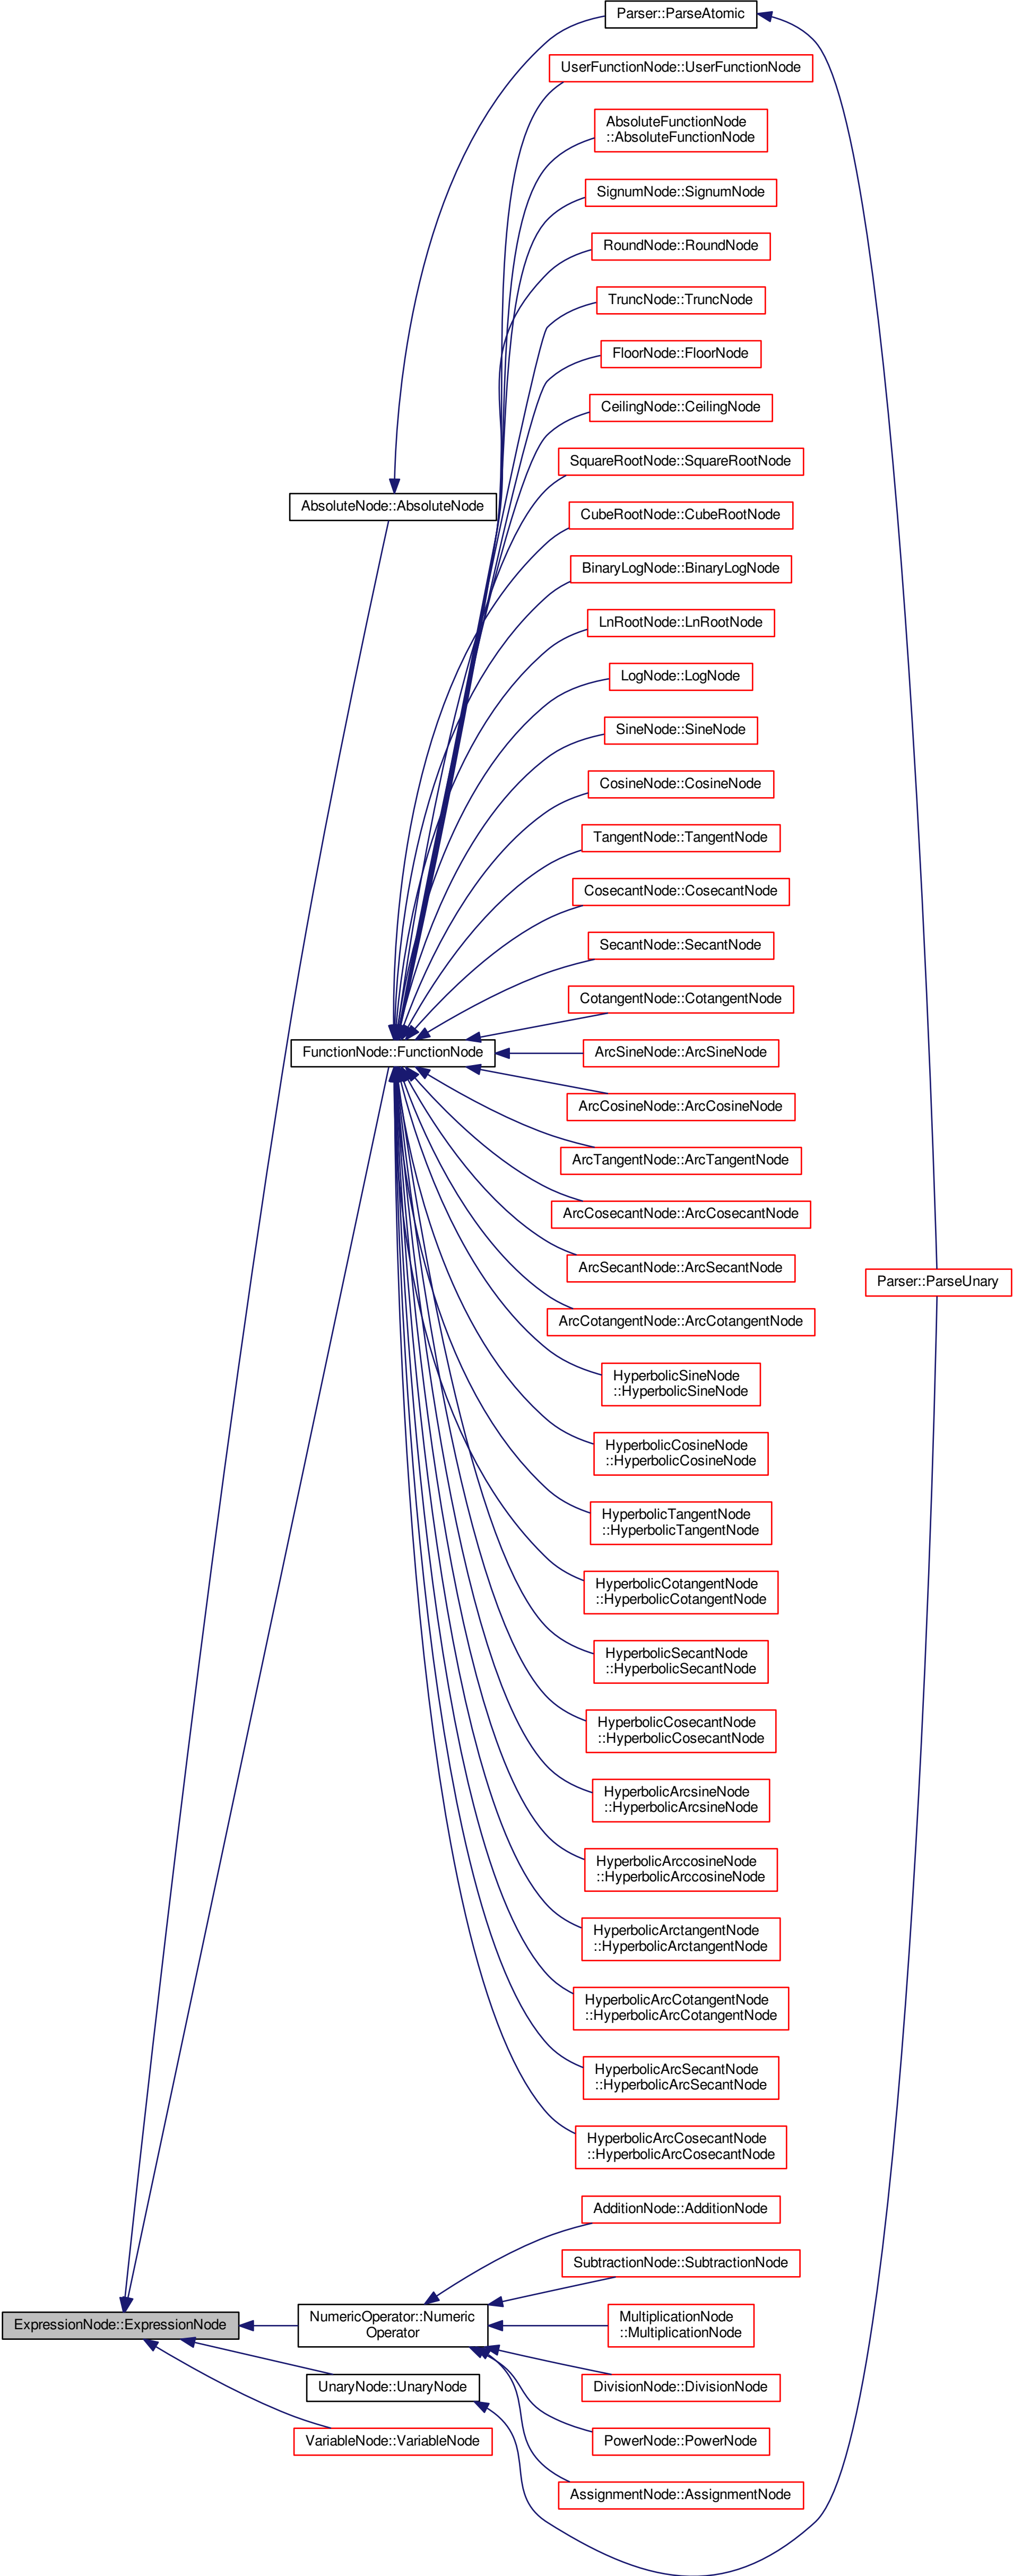 Parser::ParseAtomic
UserFunctionNode::UserFunctionNode
AbsoluteFunctionNode
::AbsoluteFunctionNode
SignumNode::SignumNode
RoundNode::RoundNode
TruncNode::TruncNode
FloorNode::FloorNode
CeilingNode::CeilingNode
SquareRootNode::SquareRootNode
AbsoluteNode::AbsoluteNode
CubeRootNode::CubeRootNode
BinaryLogNode::BinaryLogNode
LnRootNode::LnRootNode
LogNode::LogNode
SineNode::SineNode
CosineNode::CosineNode
TangentNode::TangentNode
CosecantNode::CosecantNode
SecantNode::SecantNode
CotangentNode::CotangentNode
FunctionNode::FunctionNode
ArcSineNode::ArcSineNode
ArcCosineNode::ArcCosineNode
ArcTangentNode::ArcTangentNode
ArcCosecantNode::ArcCosecantNode
ArcSecantNode::ArcSecantNode
Parser::ParseUnary
ArcCotangentNode::ArcCotangentNode
HyperbolicSineNode
::HyperbolicSineNode
HyperbolicCosineNode
::HyperbolicCosineNode
HyperbolicTangentNode
::HyperbolicTangentNode
HyperbolicCotangentNode
::HyperbolicCotangentNode
HyperbolicSecantNode
::HyperbolicSecantNode
HyperbolicCosecantNode
::HyperbolicCosecantNode
HyperbolicArcsineNode
::HyperbolicArcsineNode
HyperbolicArccosineNode
::HyperbolicArccosineNode
HyperbolicArctangentNode
::HyperbolicArctangentNode
HyperbolicArcCotangentNode
::HyperbolicArcCotangentNode
HyperbolicArcSecantNode
::HyperbolicArcSecantNode
HyperbolicArcCosecantNode
::HyperbolicArcCosecantNode
AdditionNode::AdditionNode
SubtractionNode::SubtractionNode
ExpressionNode::ExpressionNode
NumericOperator::Numeric
Operator
MultiplicationNode
::MultiplicationNode
UnaryNode::UnaryNode
DivisionNode::DivisionNode
VariableNode::VariableNode
PowerNode::PowerNode
AssignmentNode::AssignmentNode